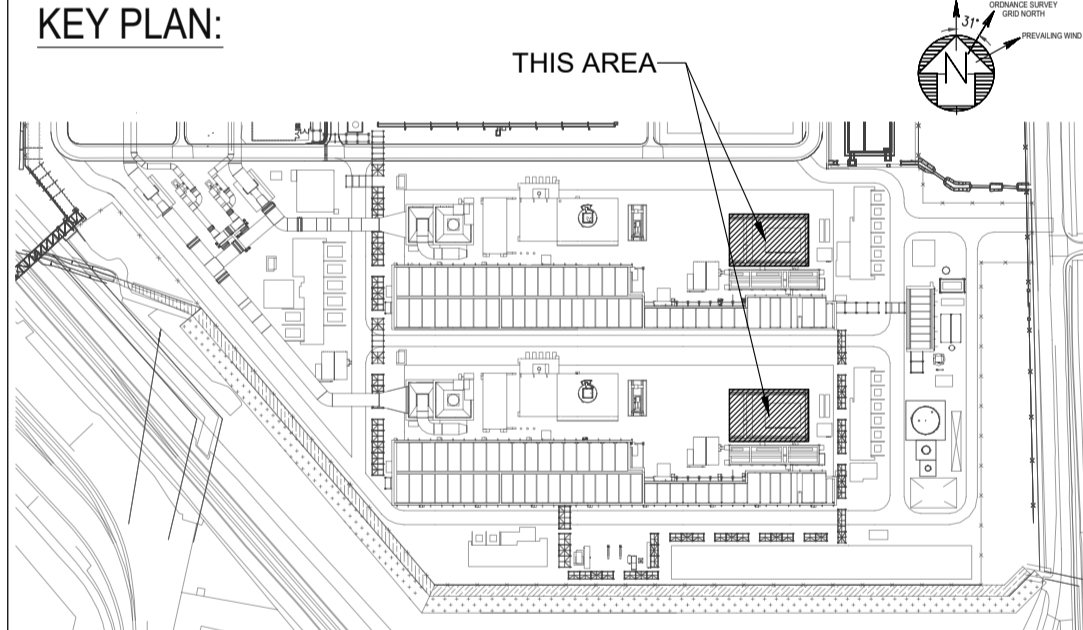 KEY PLAN:
THIS AREA
ORDNANCE SURVEY
GRID NORTH
31°
PREVAILING WIND
N